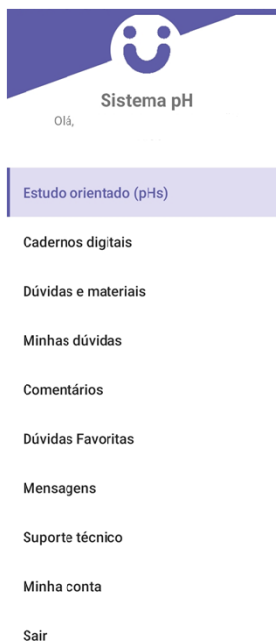 Sistema pH
Olá,
Estudo orientado (pHs)
Cadernos digitais
Dúvidas e materiais
Minhas dúvidas
Comentários
Dúvidas Favoritas
Mensagens
Suporte técnico
Minha conta
Sair